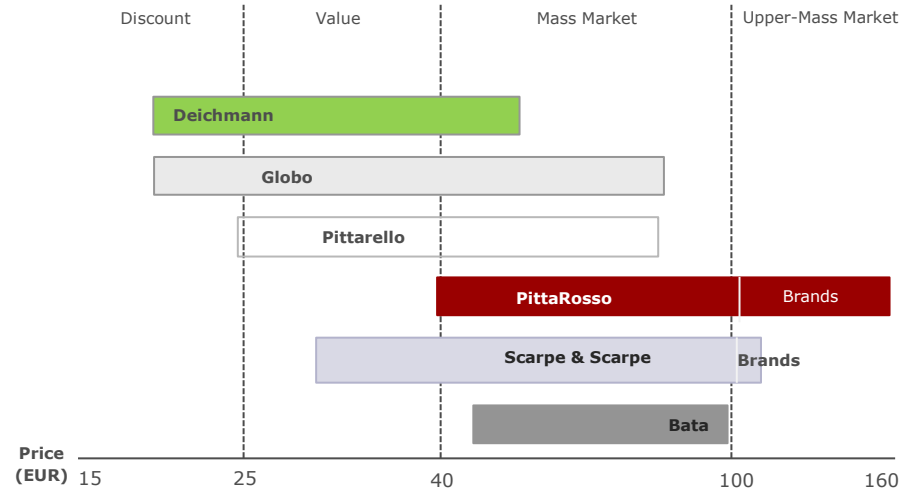 Discount Value Mass Market Upper-Mass Market
Deichmann
Globo
Pittarello
PittaRosso Brands
Scarpe & Scarpe Brands
Bata
Price
(EUR) 15 25 40 100 160